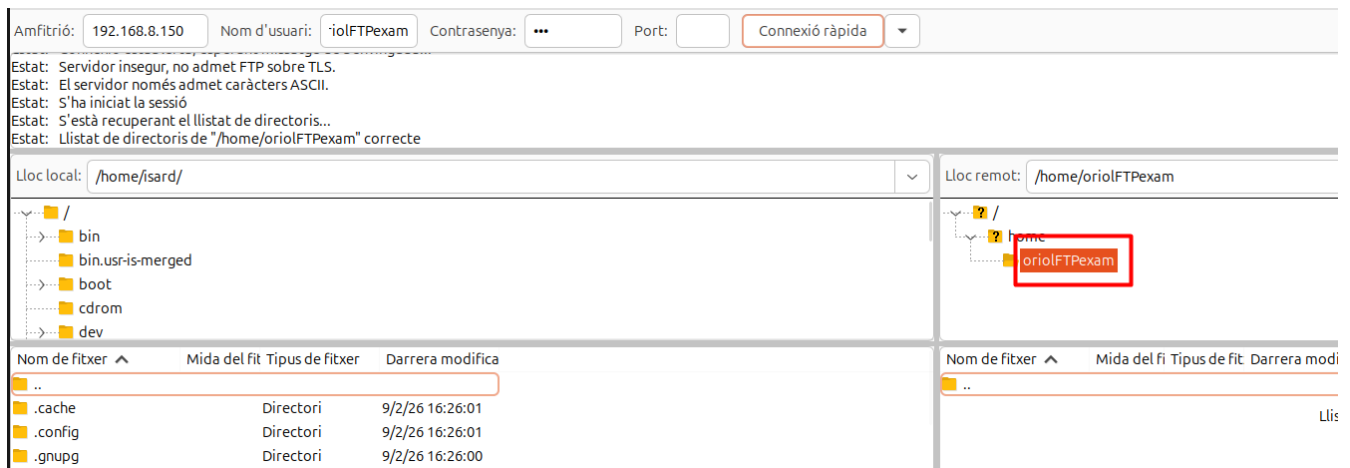 Amfitrió: 192.168.8.150 Nom d'usuari: iolFTPexam Contrasenya: ••• Port: Connexió ràpida
Estat: Servidor insegur, no admet FTP sobre TLS.
Estat: El servidor només admet caràcters ASCII.
Estat: S'ha iniciat la sessió
Estat: S'està recuperant el llistat de directoris...
Estat: Llistat de directoris de "/home/oriolFTPexam" correcte
Lloc local: /home/isard/
/
bin
bin.usr-is-merged
boot
cdrom
dev
Lloc remot: /home/oriolFTPexam
/
home
oriolFTPexam
Nom de fitxer Mida del fit Tipus de fitxer Darrera modifica
..
.cache Directori 9/2/26 16:26:01
.config Directori 9/2/26 16:26:01
.gnupg Directori 9/2/26 16:26:00
Nom de fitxer Mida del fi Tipus de fit Darrera modi
..
Llis